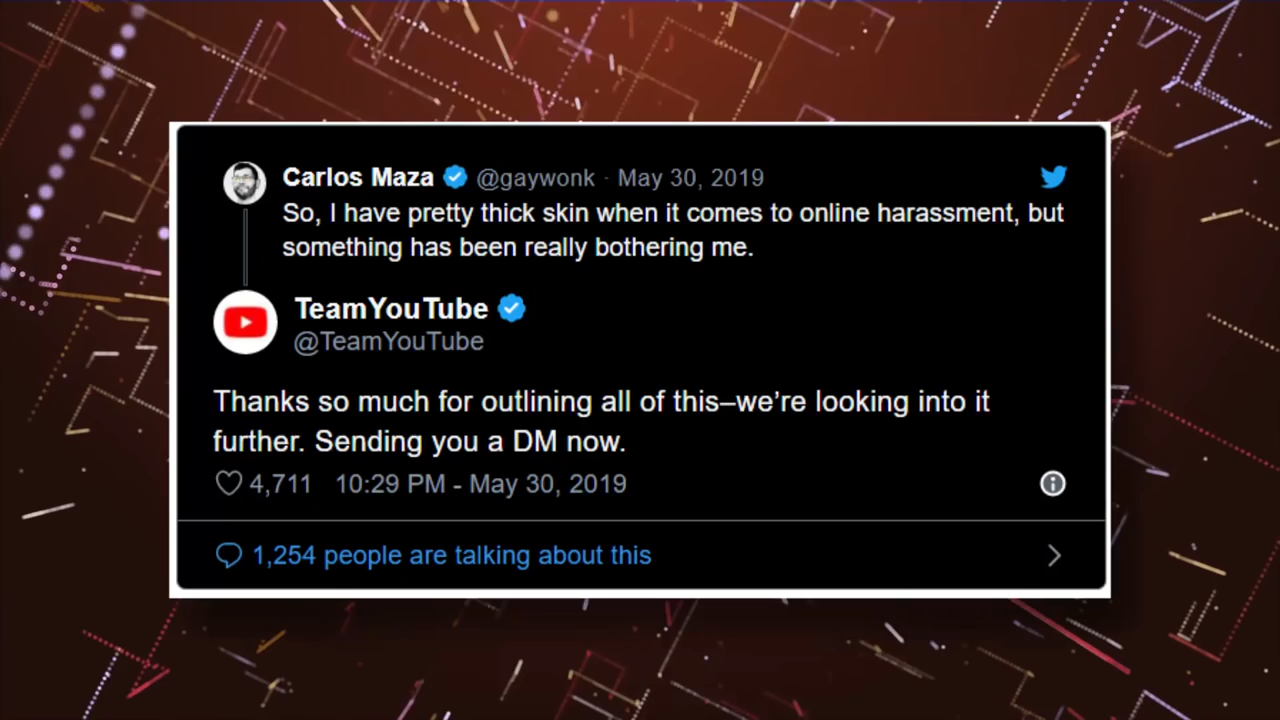 Carlos Maza @gaywonk · May 30, 2019
So, I have pretty thick skin when it comes to online harassment, but
something has been really bothering me.
TeamYouTube
@TeamYouTube
Thanks so much for outlining all of this–we’re looking into it
further. Sending you a DM now.
4,711 10:29 PM - May 30, 2019
1,254 people are talking about this